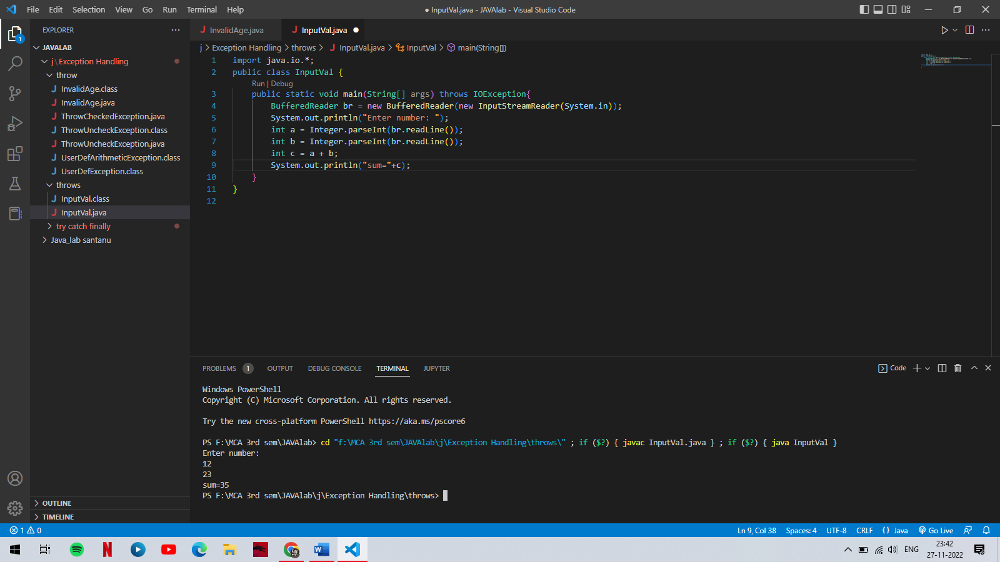 File Edit Selection View Go Run Terminal Help
● InputVal.java - JAVAlab - Visual Studio Code
EXPLORER
JAVALAB
j\Exception Handling
throw
InvalidAge.class
InvalidAge.java
ThrowCheckedException.java
ThrowUncheckException.class
ThrowUncheckException.java
UserDefArithmeticException.class
UserDefException.class
throws
InputVal.class
InputVal.java
try catch finally
Java_lab santanu
OUTLINE
TIMELINE
InvalidAge.java InputVal.java
j > Exception Handling > throws > InputVal.java > InputVal > main(String[])
1 import java.io.*;
2 public class InputVal {
Run | Debug
3 public static void main(String[] args) throws IOException{
4 BufferedReader br = new BufferedReader(new InputStreamReader(System.in));
5 System.out.println("Enter number: ");
6 int a = Integer.parseInt(br.readLine());
7 int b = Integer.parseInt(br.readLine());
8 int c = a + b;
9 System.out.println("sum="+c);
10 }
11 }
12
PROBLEMS 1 OUTPUT DEBUG CONSOLE TERMINAL JUPYTER
Code
Windows PowerShell
Copyright (C) Microsoft Corporation. All rights reserved.
Try the new cross-platform PowerShell https://aka.ms/pscore6
PS F:\MCA 3rd sem\JAVAlab> cd "f:\MCA 3rd sem\JAVAlab\j\Exception Handling\throws\" ; if ($?) { javac InputVal.java } ; if ($?) { java InputVal }
Enter number:
12
23
sum=35
PS F:\MCA 3rd sem\JAVAlab\j\Exception Handling\throws>
1 0
Ln 9, Col 38 Spaces: 4 UTF-8 CRLF {} Java Go Live
ENG
23:42
27-11-2022